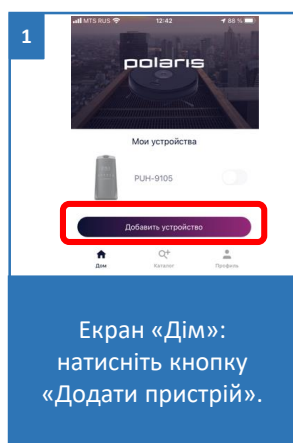 1
MTS RUS 12:42 88 %
polaris
Мои устройства
PUH-9105
Добавить устройство
Дом Каталог Профиль
Екран «Дім»:
натисніть кнопку
«Додати пристрій».